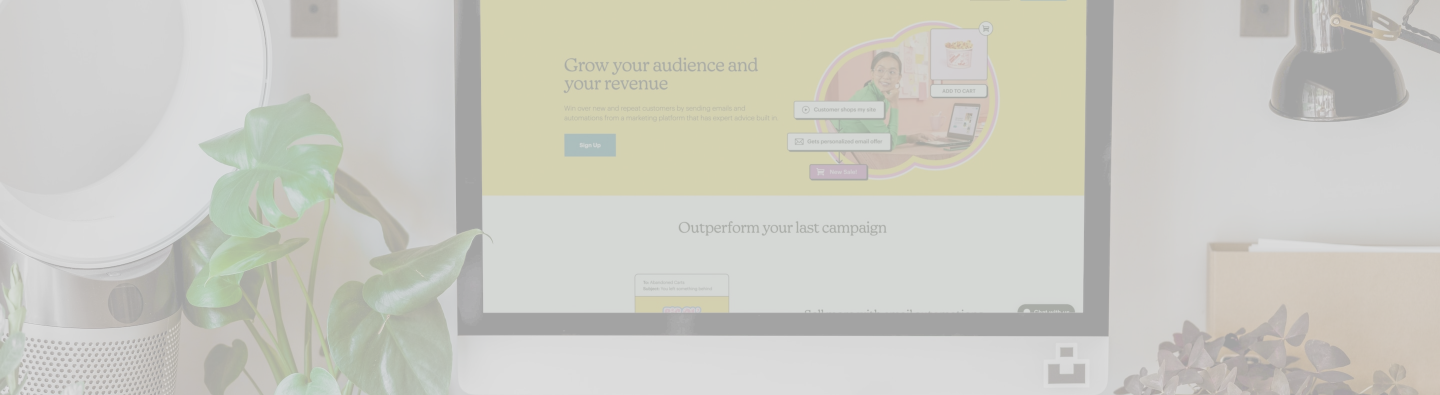 Grow your audience and
your revenue
Win over new and repeat customers by sending emails and
automations from a marketing platform that has expert advice built in
Sign Up
ADD TO CART
Customer shops my site
Gets personalized email offer
New Sale!
Outperform your last campaign